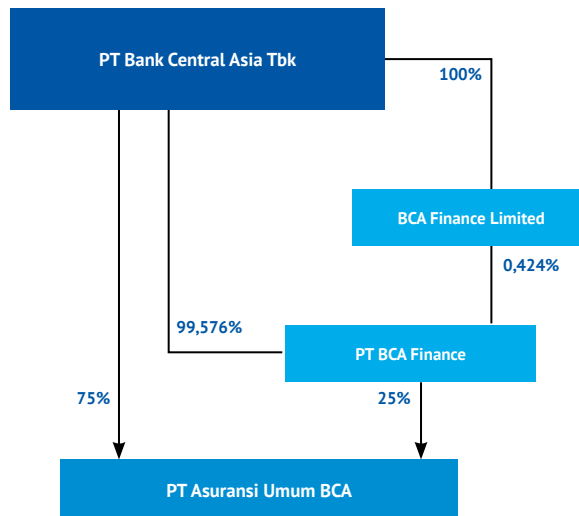 PT Bank Central Asia Tbk
100%
BCA Finance Limited
0,424%
99,576%
PT BCA Finance
75%
25%
PT Asuransi Umum BCA